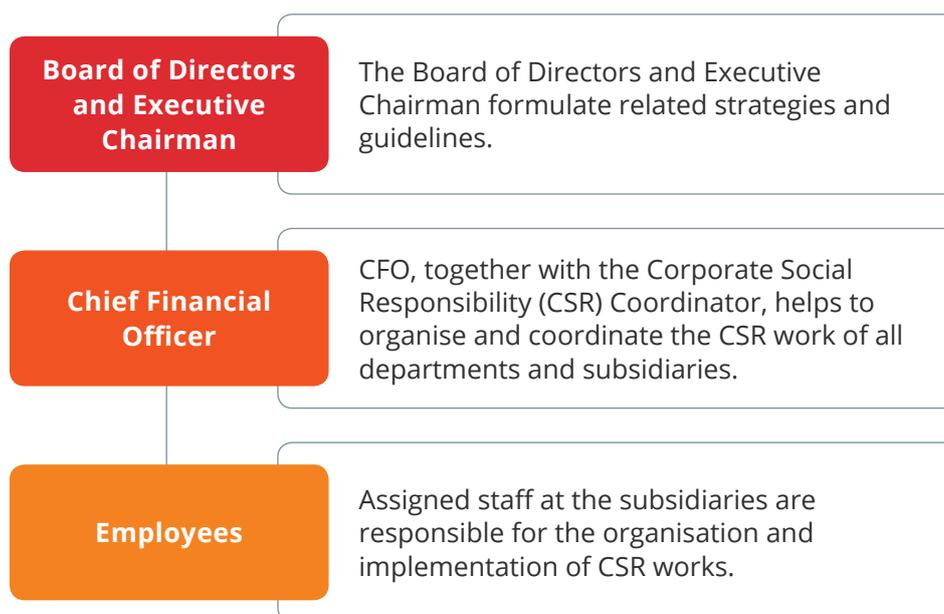 Board of Directors
and Executive
Chairman
The Board of Directors and Executive
Chairman formulate related strategies and
guidelines.
Chief Financial
Officer
CFO, together with the Corporate Social
Responsibility (CSR) Coordinator, helps to
organise and coordinate the CSR work of all
departments and subsidiaries.
Employees
Assigned staff at the subsidiaries are
responsible for the organisation and
implementation of CSR works.